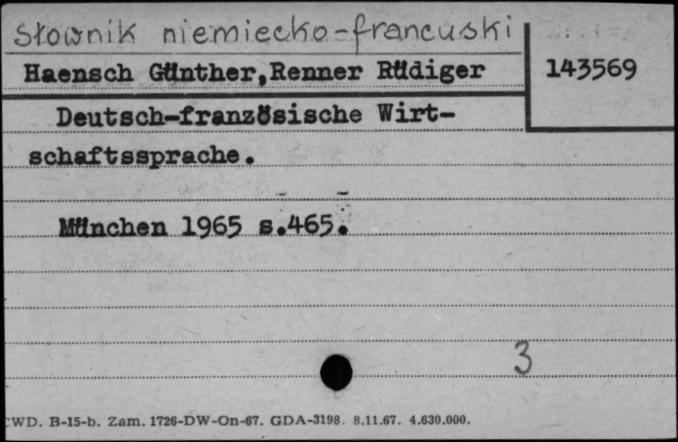 Słownik niemiecko-francuski
Haensch Günther,Renner Rüdiger
143569
Deutsch-französische Wirt-
schaftssprache.
München 1965 s.465.
3
CWD. B-15-b. Zam. 1726-DW-On-67. GDA-3198. 8.11.67. 4.630.000.